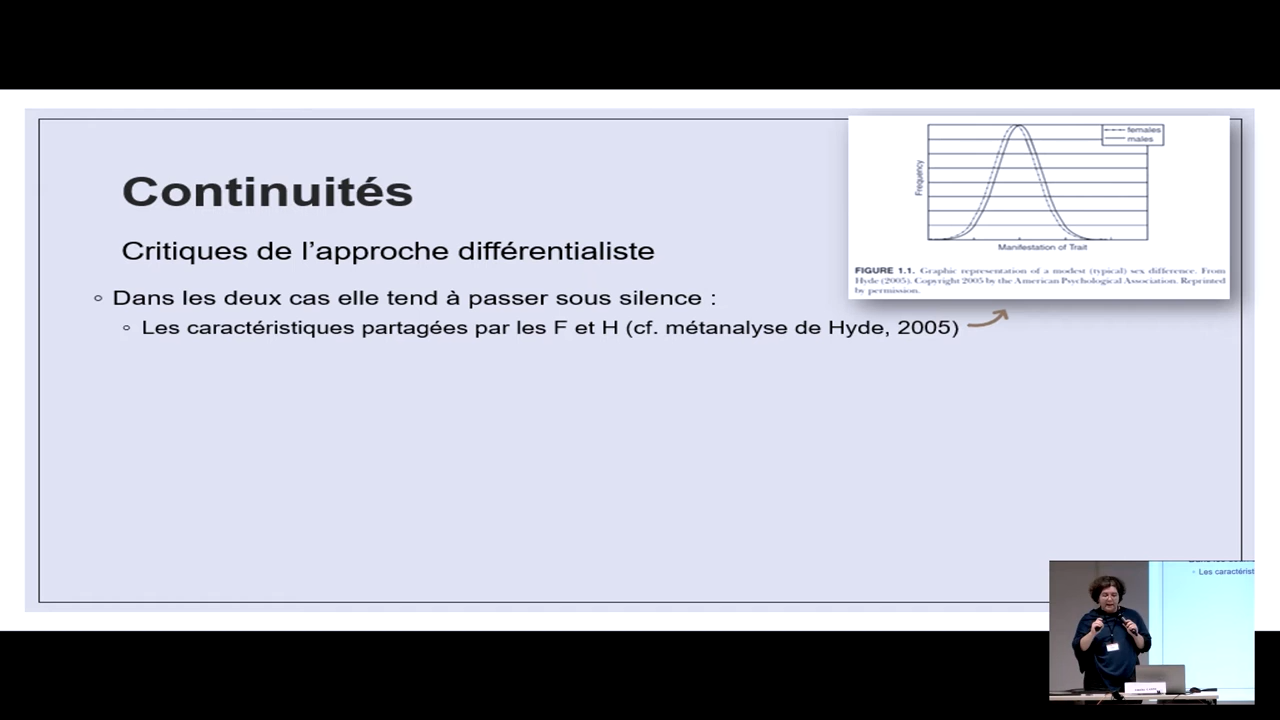 Continuités
Critiques de l'approche différentialiste
◦ Dans les deux cas elle tend à passer sous silence :
◦ Les caractéristiques partagées par les F et H (cf. métanalyse de Hyde, 2005)
females
males
Frequency
Manifestation of Trait
FIGURE 1.1. Graphic representation of a modest (typical) sex difference. From
Hyde (2005). Copyright 2005 by the American Psychological Association. Reprinted
by permission.
◦ Les caractérist